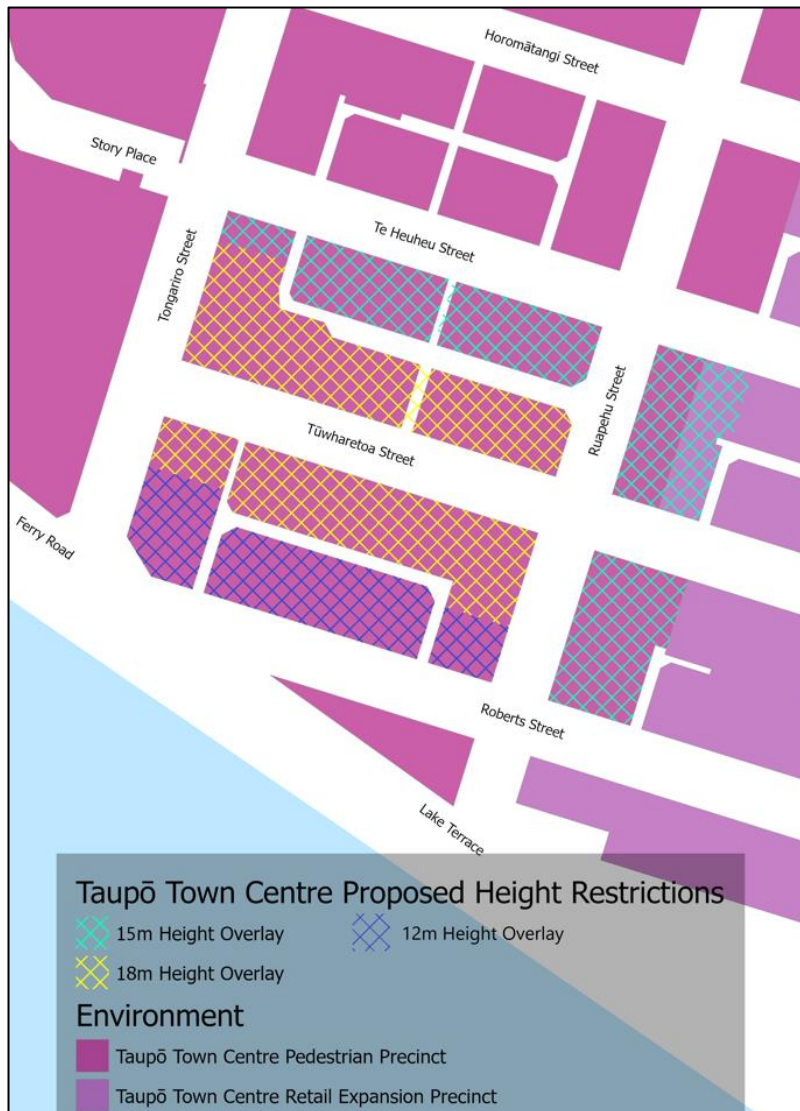 Horomātangi Street
Story Place
Te Heuheu Street
Tongariro Street
Ruapehu Street
Tūwharetoa Street
Ferry Road
Roberts Street
Lake Terrace
Taupō Town Centre Proposed Height Restrictions
15m Height Overlay
12m Height Overlay
18m Height Overlay
Environment
Taupō Town Centre Pedestrian Precinct
Taupō Town Centre Retail Expansion Precinct